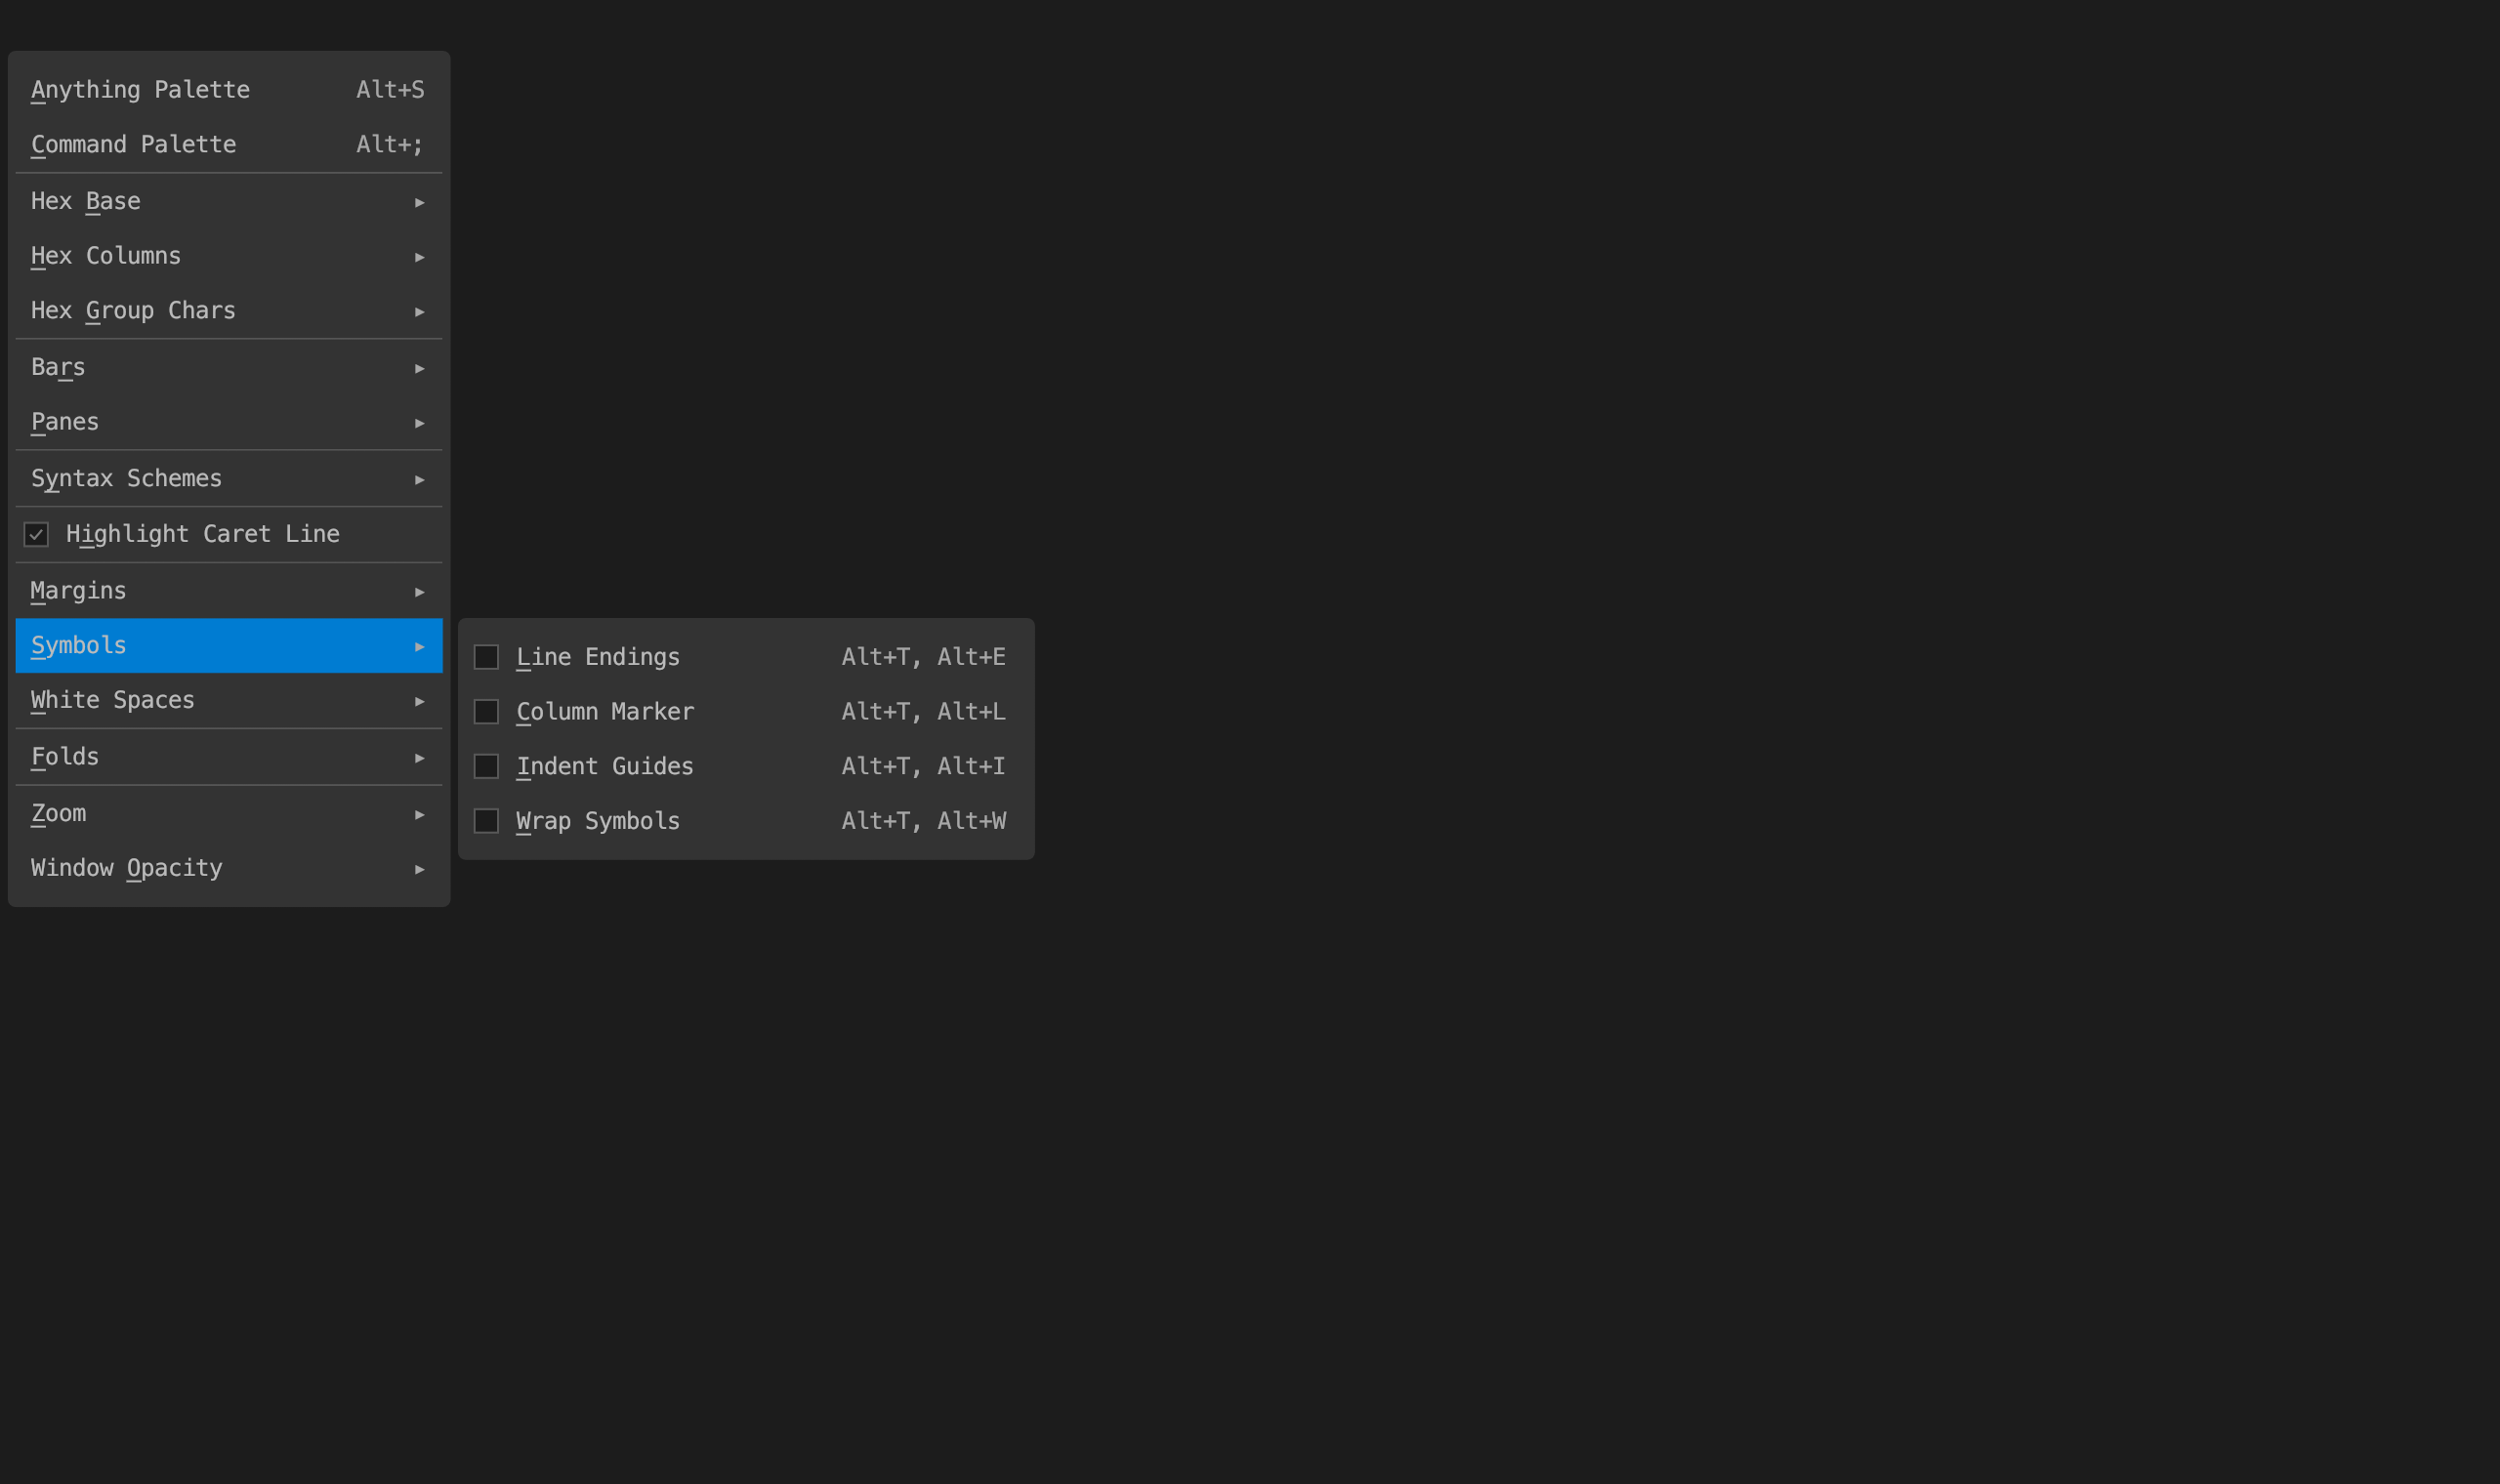 Anything Palette Alt+S
Command Palette Alt+;
Hex Base
Hex Columns
Hex Group Chars
Bars
Panes
Syntax Schemes
Highlight Caret Line
Margins
Symbols
White Spaces
Folds
Zoom
Window Opacity
Line Endings Alt+T, Alt+E
Column Marker Alt+T, Alt+L
Indent Guides Alt+T, Alt+I
Wrap Symbols Alt+T, Alt+W